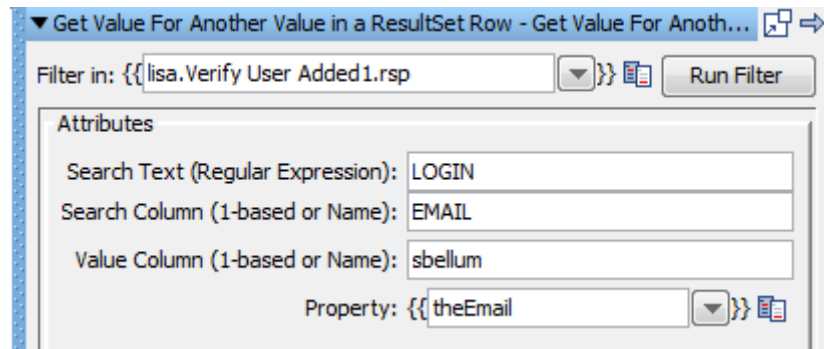 Get Value For Another Value in a ResultSet Row - Get Value For Anoth...
Filter in: {{lisa.Verify User Added1.rsp}} Run Filter
Attributes
Search Text (Regular Expression): LOGIN
Search Column (1-based or Name): EMAIL
Value Column (1-based or Name): sbellum
Property: {{theEmail}}